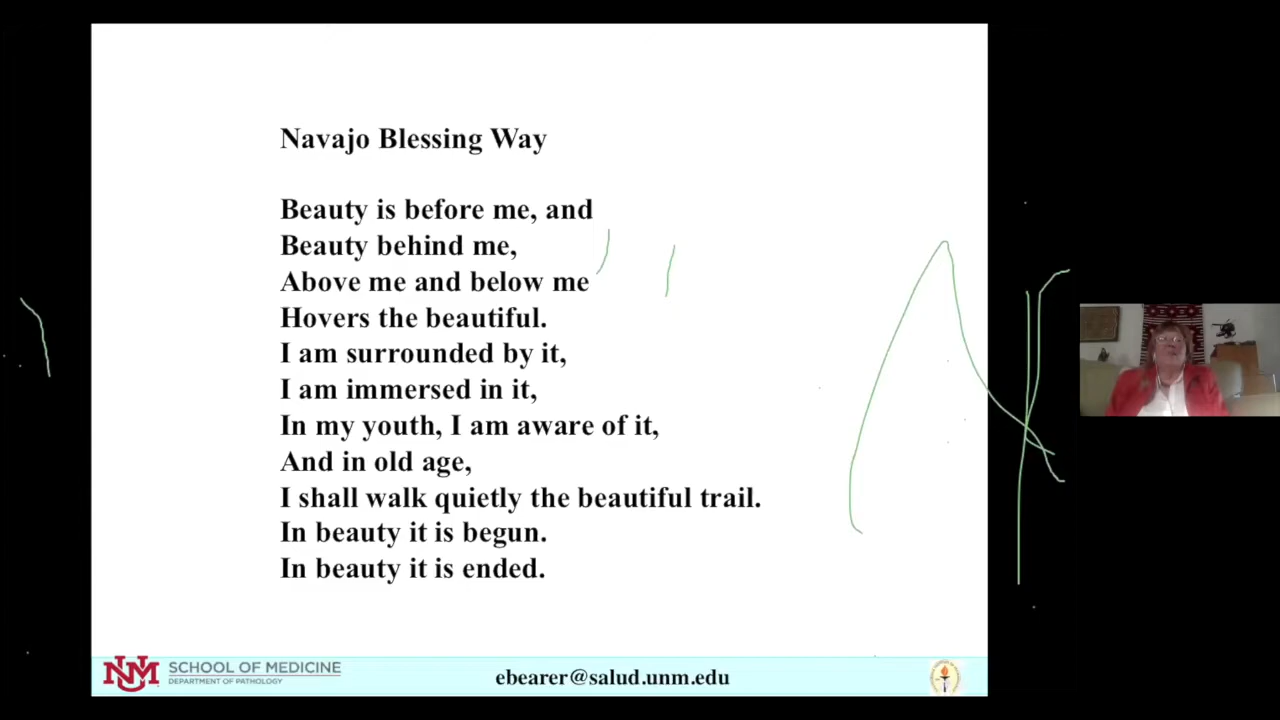 Navajo Blessing Way
Beauty is before me, and
Beauty behind me,
Above me and below me
Hovers the beautiful.
I am surrounded by it,
I am immersed in it,
In my youth, I am aware of it,
And in old age,
I shall walk quietly the beautiful trail.
In beauty it is begun.
In beauty it is ended.
UNM SCHOOL OF MEDICINE
DEPARTMENT OF PATHOLOGY
ebearer@salud.unm.edu